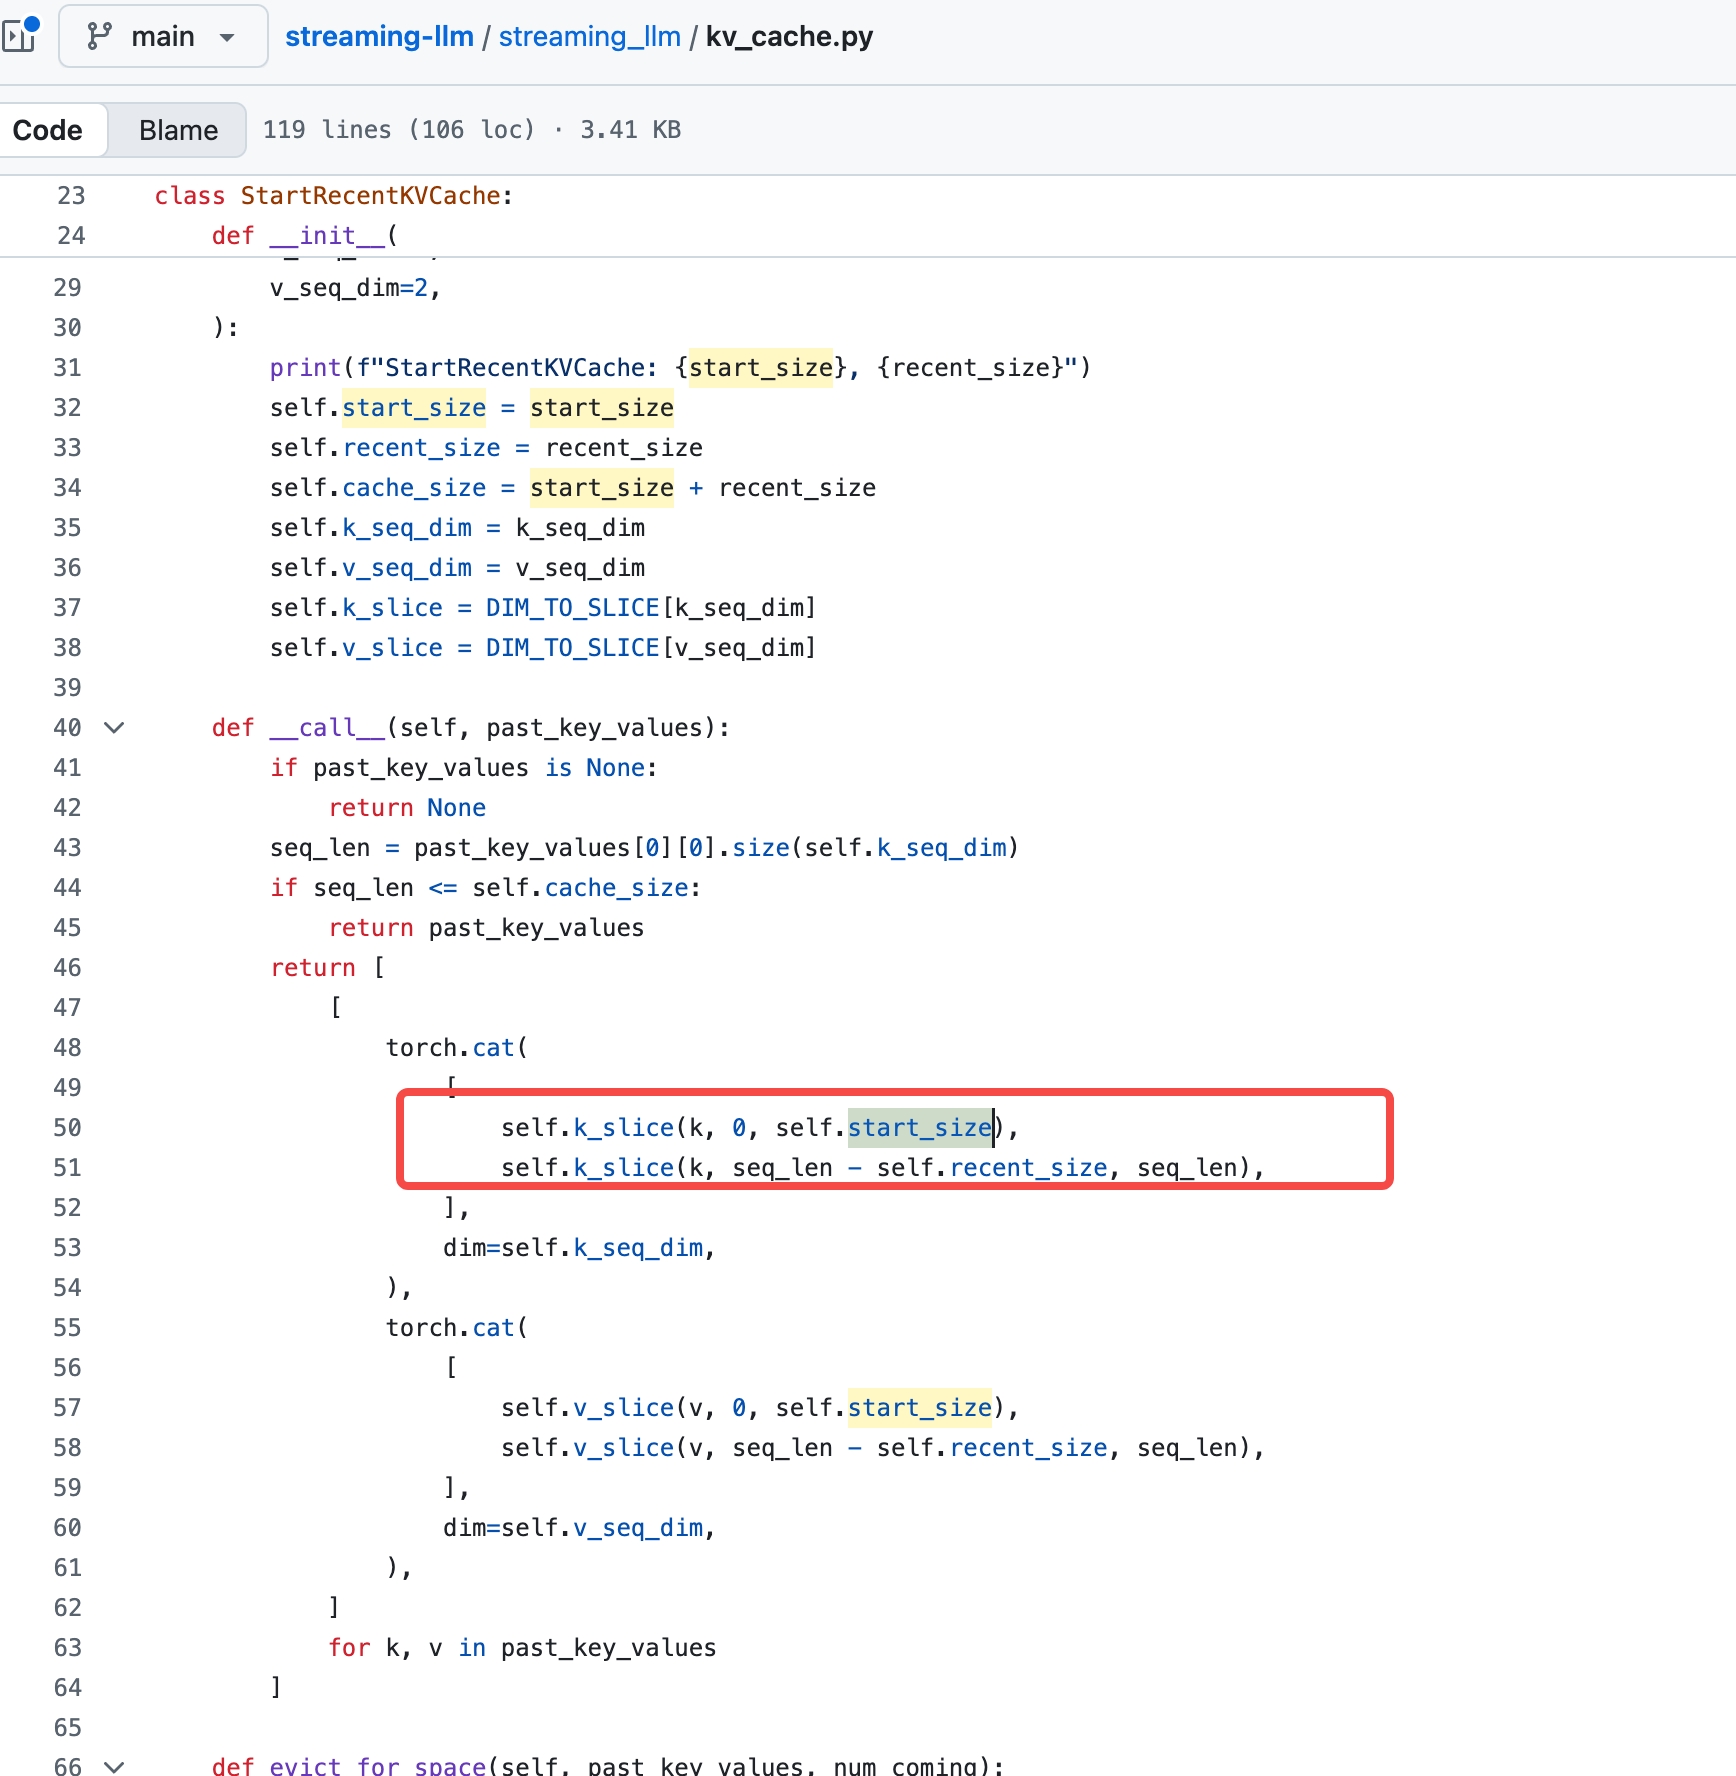 main streaming-llm / streaming_llm / kv_cache.py
Code Blame 119 lines (106 loc) · 3.41 KB
23 class StartRecentKVCache:
24     def __init__(
29         v_seq_dim=2,
30     ):
31         print(f"StartRecentKVCache: {start_size}, {recent_size}")
32         self.start_size = start_size
33         self.recent_size = recent_size
34         self.cache_size = start_size + recent_size
35         self.k_seq_dim = k_seq_dim
36         self.v_seq_dim = v_seq_dim
37         self.k_slice = DIM_TO_SLICE[k_seq_dim]
38         self.v_slice = DIM_TO_SLICE[v_seq_dim]
39
40     def __call__(self, past_key_values):
41         if past_key_values is None:
42             return None
43         seq_len = past_key_values[0][0].size(self.k_seq_dim)
44         if seq_len <= self.cache_size:
45             return past_key_values
46         return [
47             [
48                 torch.cat(
49                     [
50                         self.k_slice(k, 0, self.start_size),
51                         self.k_slice(k, seq_len - self.recent_size, seq_len),
52                     ],
53                     dim=self.k_seq_dim,
54                 ),
55                 torch.cat(
56                     [
57                         self.v_slice(v, 0, self.start_size),
58                         self.v_slice(v, seq_len - self.recent_size, seq_len),
59                     ],
60                     dim=self.v_seq_dim,
61                 ),
62             ]
63             for k, v in past_key_values
64         ]
65
66     def evict_for_space(self, past_key_values, num_coming):